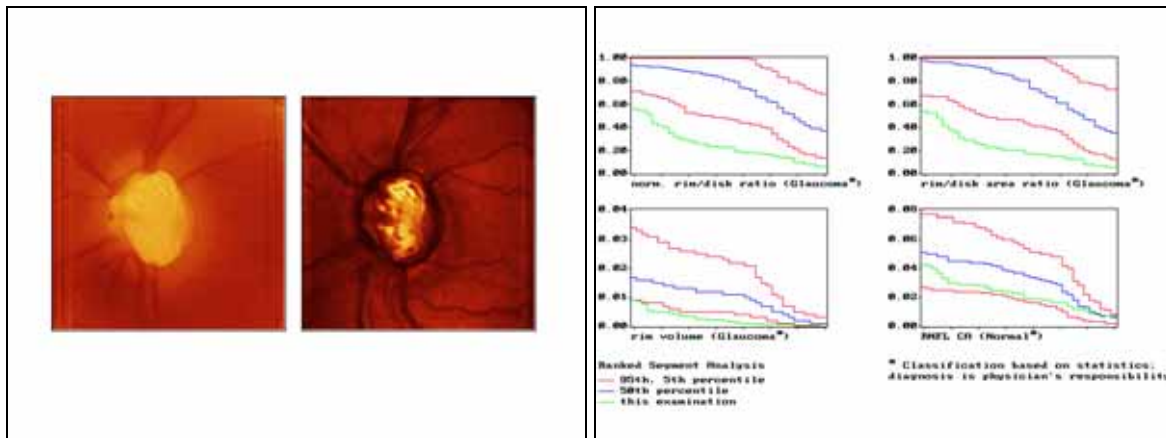 1.00
0.80
0.60
0.40
0.20
0.00
norm. rim/disk ratio (Glaucoma*)
1.00
0.80
0.60
0.40
0.20
0.00
rim/disk area ratio (Glaucoma*)
0.04
0.03
0.02
0.01
0.00
rim volume (Glaucoma*)
0.08
0.06
0.04
0.02
0.00
RNFL CA (Normal*)
Ranked Segment Analysis
95th, 5th percentile
50th percentile
this examination
* Classification based on statistics;
diagnosis is physician's responsibility